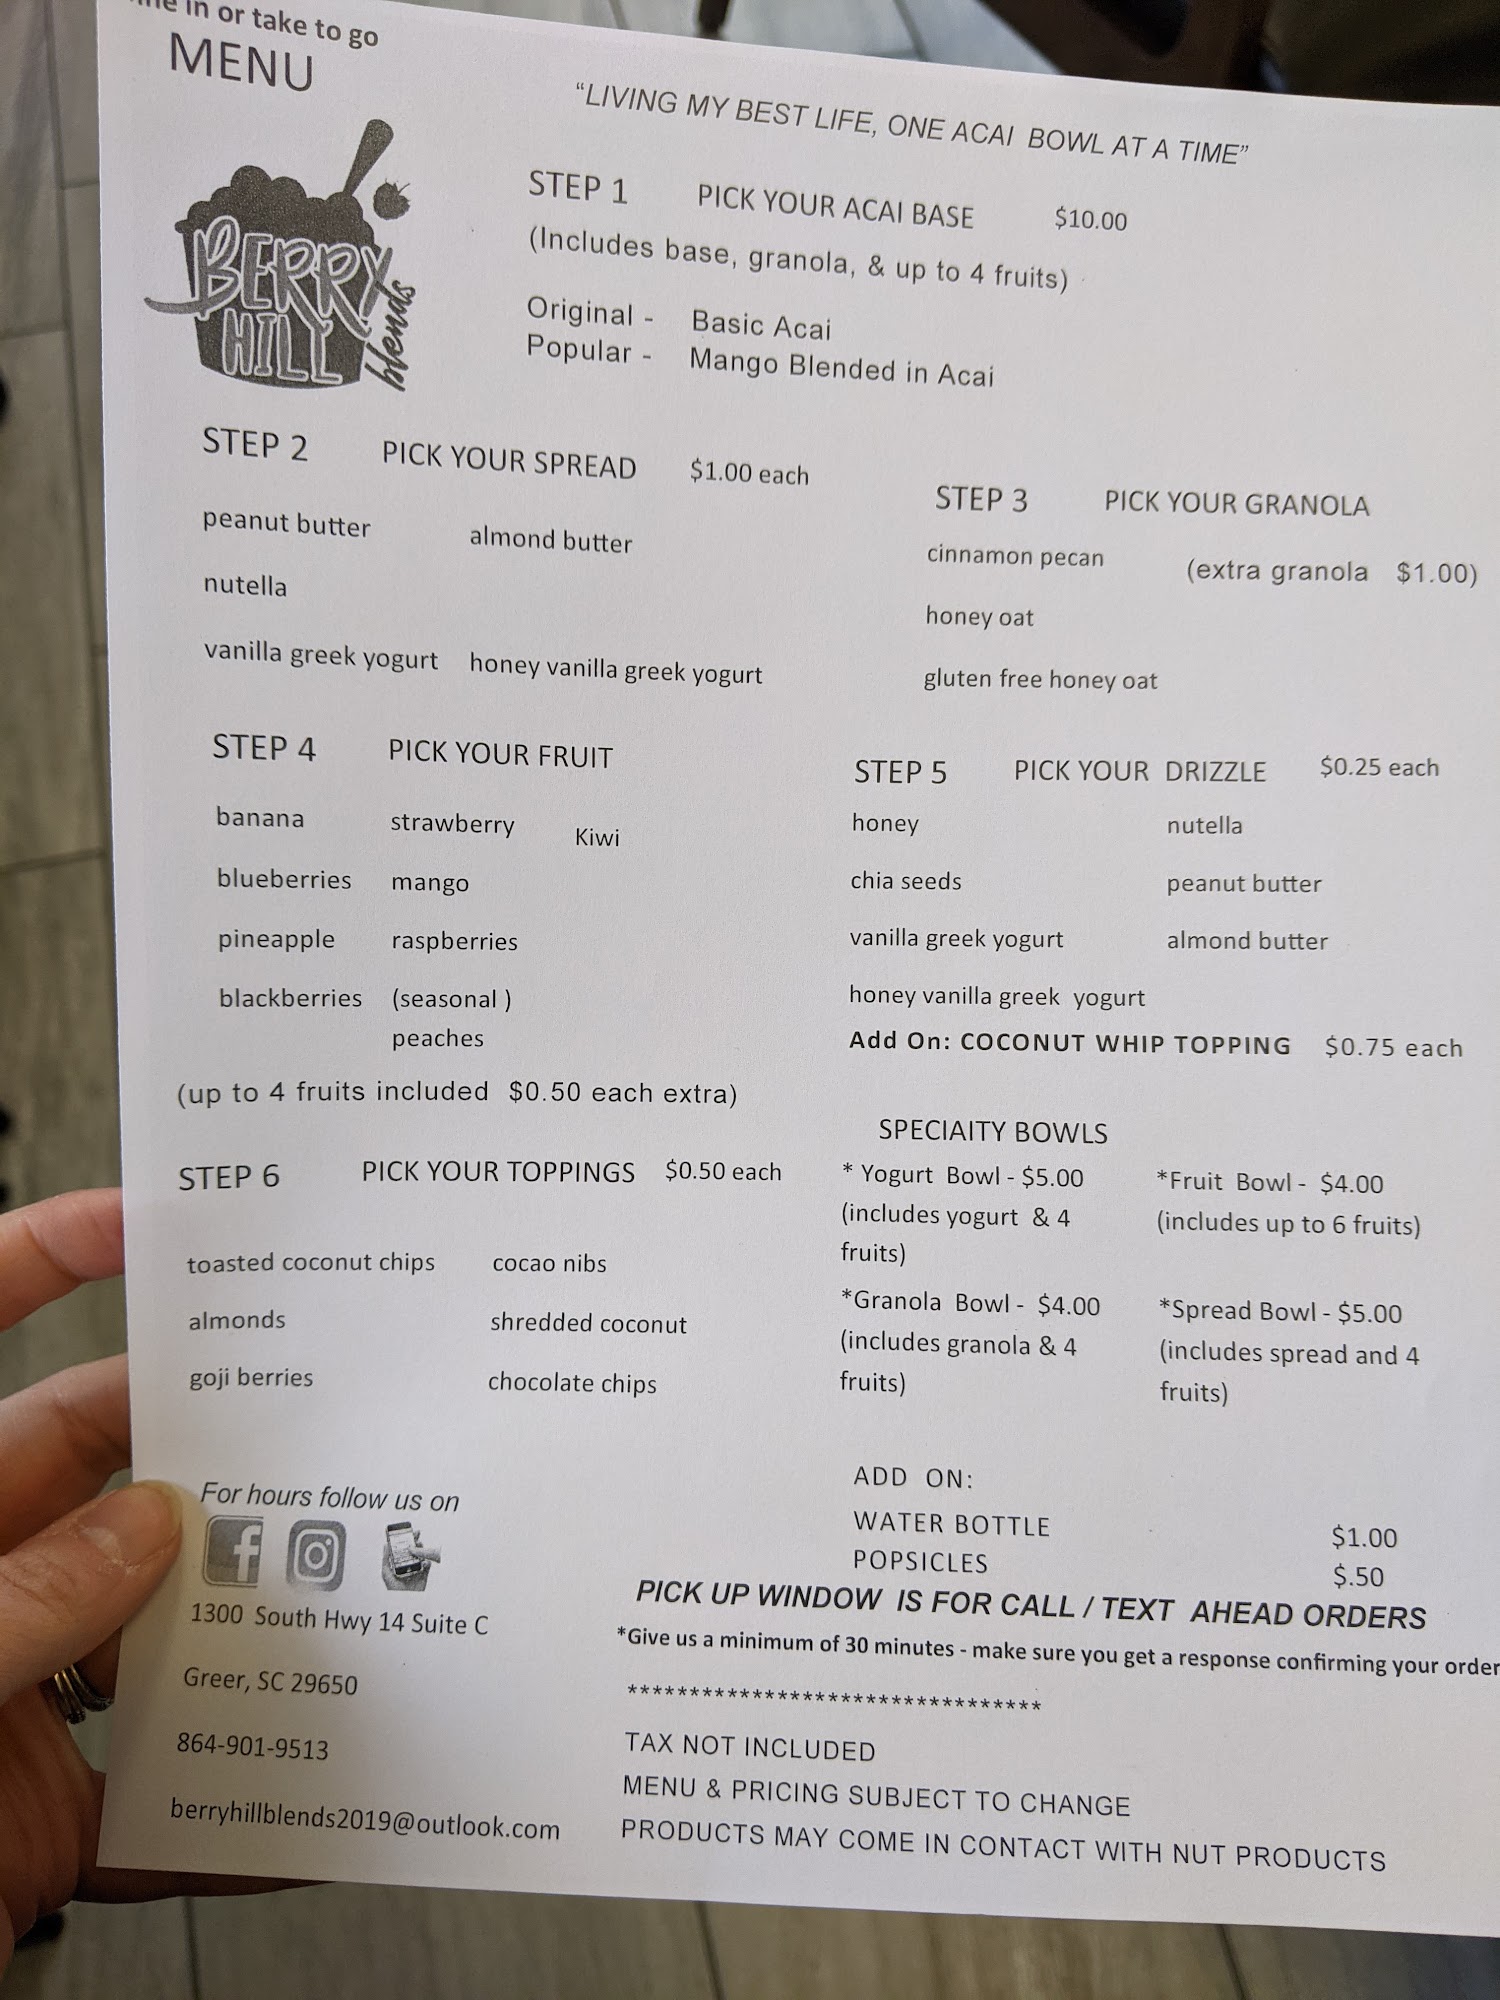 in or take to go
MENU
"LIVING MY BEST LIFE, ONE ACAI BOWL AT A TIME"
BERRY
HILL
blends
STEP 1 PICK YOUR ACAI BASE $10.00
(Includes base, granola, & up to 4 fruits)
Original - Basic Acai
Popular - Mango Blended in Acai
STEP 2 PICK YOUR SPREAD $1.00 each
peanut butter almond butter
nutella
vanilla greek yogurt honey vanilla greek yogurt
STEP 3 PICK YOUR GRANOLA
cinnamon pecan (extra granola $1.00)
honey oat
gluten free honey oat
STEP 4 PICK YOUR FRUIT
banana strawberry Kiwi
blueberries mango
pineapple raspberries
blackberries (seasonal )
peaches
(up to 4 fruits included $0.50 each extra)
STEP 5 PICK YOUR DRIZZLE $0.25 each
honey nutella
chia seeds peanut butter
vanilla greek yogurt almond butter
honey vanilla greek yogurt
Add On: COCONUT WHIP TOPPING $0.75 each
STEP 6 PICK YOUR TOPPINGS $0.50 each
toasted coconut chips cocao nibs
almonds shredded coconut
goji berries chocolate chips
SPECIAITY BOWLS
* Yogurt Bowl - $5.00
(includes yogurt & 4
fruits)
*Fruit Bowl - $4.00
(includes up to 6 fruits)
*Granola Bowl - $4.00
(includes granola & 4
fruits)
*Spread Bowl - $5.00
(includes spread and 4
fruits)
ADD ON:
WATER BOTTLE $1.00
POPSICLES $.50
PICK UP WINDOW IS FOR CALL / TEXT AHEAD ORDERS
*Give us a minimum of 30 minutes - make sure you get a response confirming your order
**********************************
TAX NOT INCLUDED
MENU & PRICING SUBJECT TO CHANGE
PRODUCTS MAY COME IN CONTACT WITH NUT PRODUCTS
For hours follow us on
f
1300 South Hwy 14 Suite C
Greer, SC 29650
864-901-9513
berryhillblends2019@outlook.com